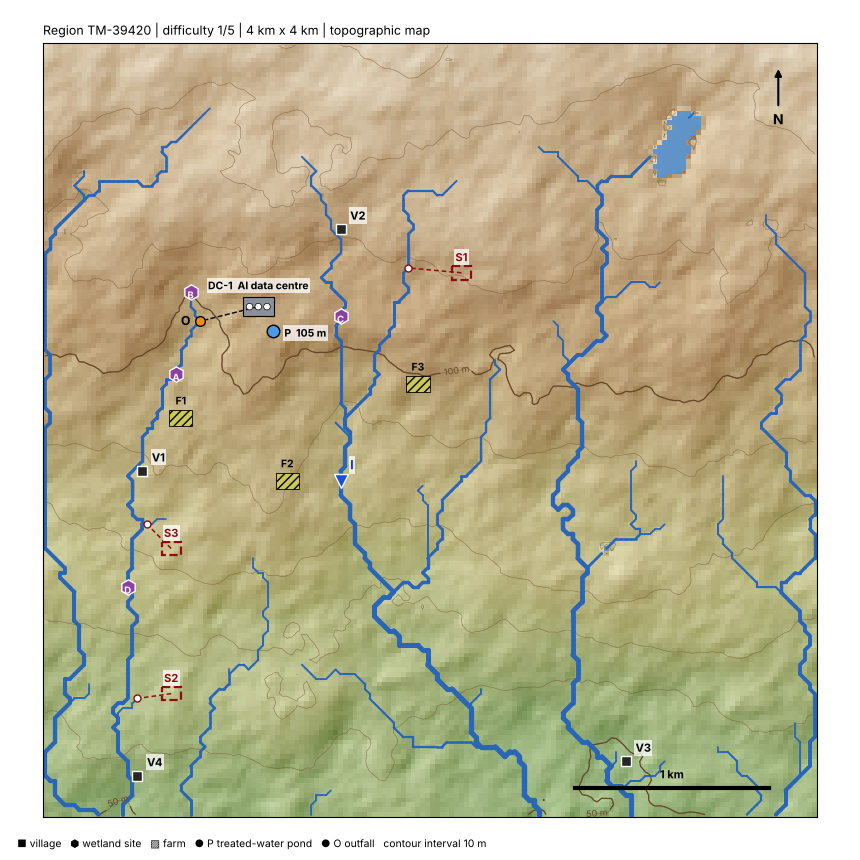 Region TM-39420 | difficulty 1/5 | 4 km x 4 km | topographic map
N
V2
S1
B
DC-1 AI data centre
O
P 105 m
C
100 m
F3
A
F1
V1
F2
I
S3
D
S2
V4
V3
1 km
50 m
50 m
village wetland site farm P treated-water pond O outfall contour interval 10 m